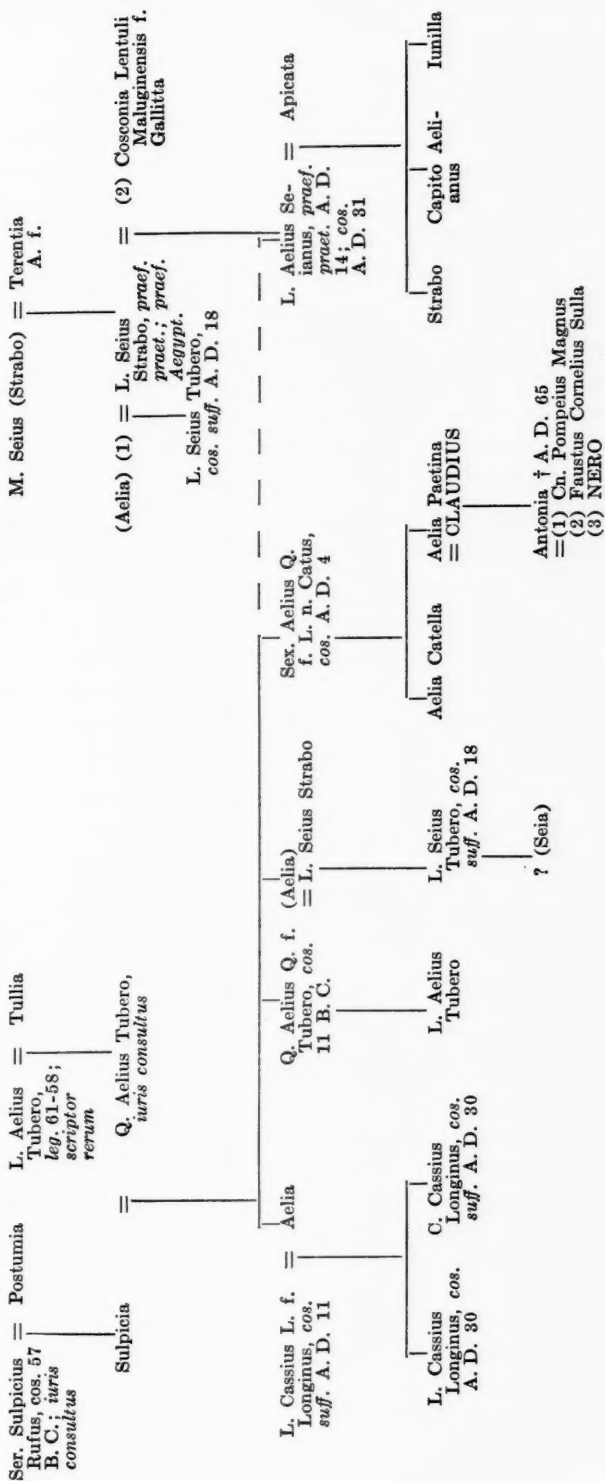 Ser. Sulpicius = Postumia
Rufus, cos. 57
B. C.; iuris
consultus
L. Aelius = Tullia
Tubero,
leg. 61-58;
scriptor
rerum
M. Seius (Strabo) = Terentia
A. f.
Sulpicia
=
Q. Aelius Tubero,
iuris consultus
(Aelia) (1) = L. Seius
Strabo, praef.
praet.; praef.
Aegypt.
= (2) Cosconia Lentuli
Maluginensis f.
Gallitta
L. Seius Tubero,
cos. suff. A. D. 18
L. Cassius L. f.
Longinus, cos.
suff. A. D. 11
= Aelia
Q. Aelius Q. f.
Tubero, cos.
11 B. C.
(Aelia)
= L. Seius Strabo
Sex. Aelius Q.
f. L. n. Catus,
cos. A. D. 4
L. Aelius Se-
ianus, praef.
praet. A. D.
14; cos.
A. D. 31
= Apicata
L. Cassius
Longinus, cos.
A. D. 30
C. Cassius
Longinus, cos.
suff. A. D. 30
L. Aelius
Tubero
L. Seius
Tubero, cos.
suff. A. D. 18
Aelia Catella
Aelia Paetina
= CLAUDIUS
Strabo
Capito Aeli-
anus
Iunilla
? (Seia)
Antonia † A. D. 65
=(1) Cn. Pompeius Magnus
(2) Faustus Cornelius Sulla
(3) NERO